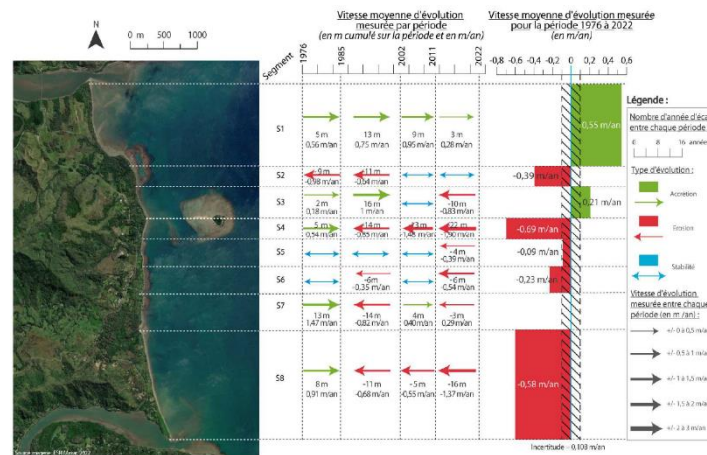 Vitesse moyenne d'évolution
mesurée par période
(en m cumulé sur la période et en m/an)
Vitesse moyenne d'évolution mesurée
pour la période 1976 à 2022
(en m/an)
N
0 m 500 1000
Segment
1976
1985
2002
2011
2022
-0,8 -0,6 -0,4 -0,2 0 0,2 0,4 0,6
S1
5 m 13 m 9 m 3 m
0,56 m/an 0,75 m/an 0,95 m/an 0,28 m/an
0,55 m/an
S2
-9 m -11 m
-0,98 m/an -0,64 m/an
-0,39 m/an
S3
2 m 16 m -10 m
0,18 m/an 1 m/an -0,83 m/an
0,21 m/an
S4
5 m -14 m -13 m -22 m
0,54 m/an -0,85 m/an -1,48 m/an m/an
-0,69 m/an
S5
-4 m
-0,39 m/an
-0,09 m/an
S6
-6m -6 m
-0,35 m/an -0,54 m/an
-0,23 m/an
S7
13 m -14 m 4 m -3 m
1,47 m/an -0,82 m/an 0,40 m/an 0,29 m/an
S8
8 m -11 m -5 m -16 m
0,91 m/an -0,68 m/an -0,55 m/an -1,37 m/an
-0,58 m/an
Incertitude = 0,108 m/an
Légende :
Nombre d'année d'éca
entre chaque période
0 8 16
année
Type d'évolution :
Accrétion
Erosion
Stabilité
Vitesse d'évolution
mesurée entre chaque
période (en m /an) :
+/- 0 à 0,5 m/a
+/- 0,5 à 1 m/a
+/- 1 à 1,5 m/a
+/- 1,5 à 2 m/a
+/- 2 à 3 m/an